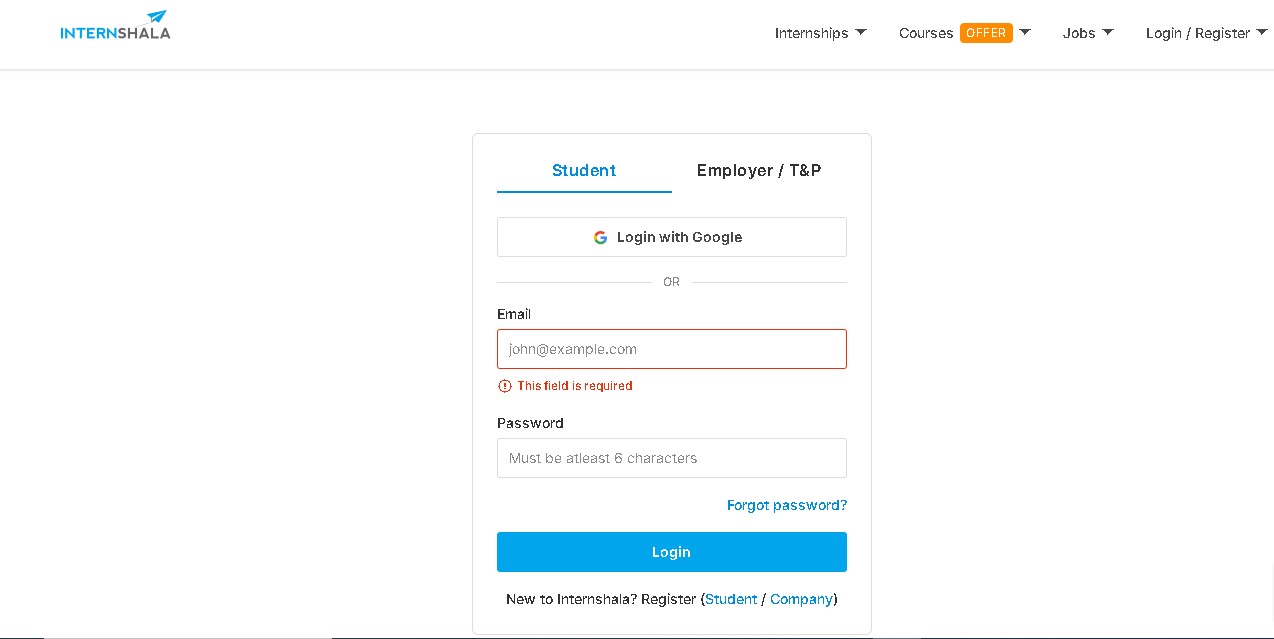 INTERNSHALA
Internships Courses OFFER Jobs Login / Register
Student Employer / T&P
Login with Google
OR
Email
john@example.com
This field is required
Password
Must be atleast 6 characters
Forgot password?
Login
New to Internshala? Register (Student / Company)